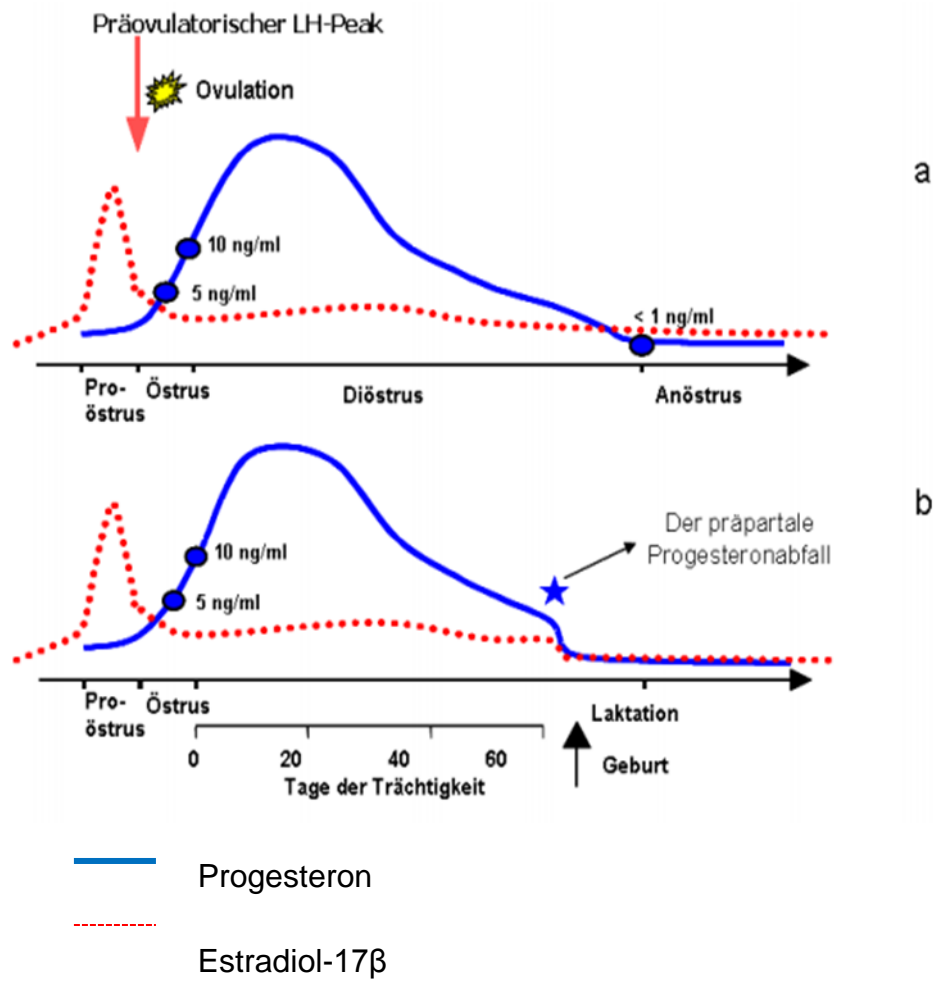 Präovulatorischer LH-Peak
Ovulation
a
10 ng/ml
5 ng/ml
< 1 ng/ml
Pro-
östrus
Östrus
Diöstrus
Anöstrus
b
Der präpartale
Progesteronabfall
10 ng/ml
5 ng/ml
Pro-
östrus
Östrus
Laktation
0
20
40
60
Geburt
Tage der Trächtigkeit
Progesteron
Estradiol-17β